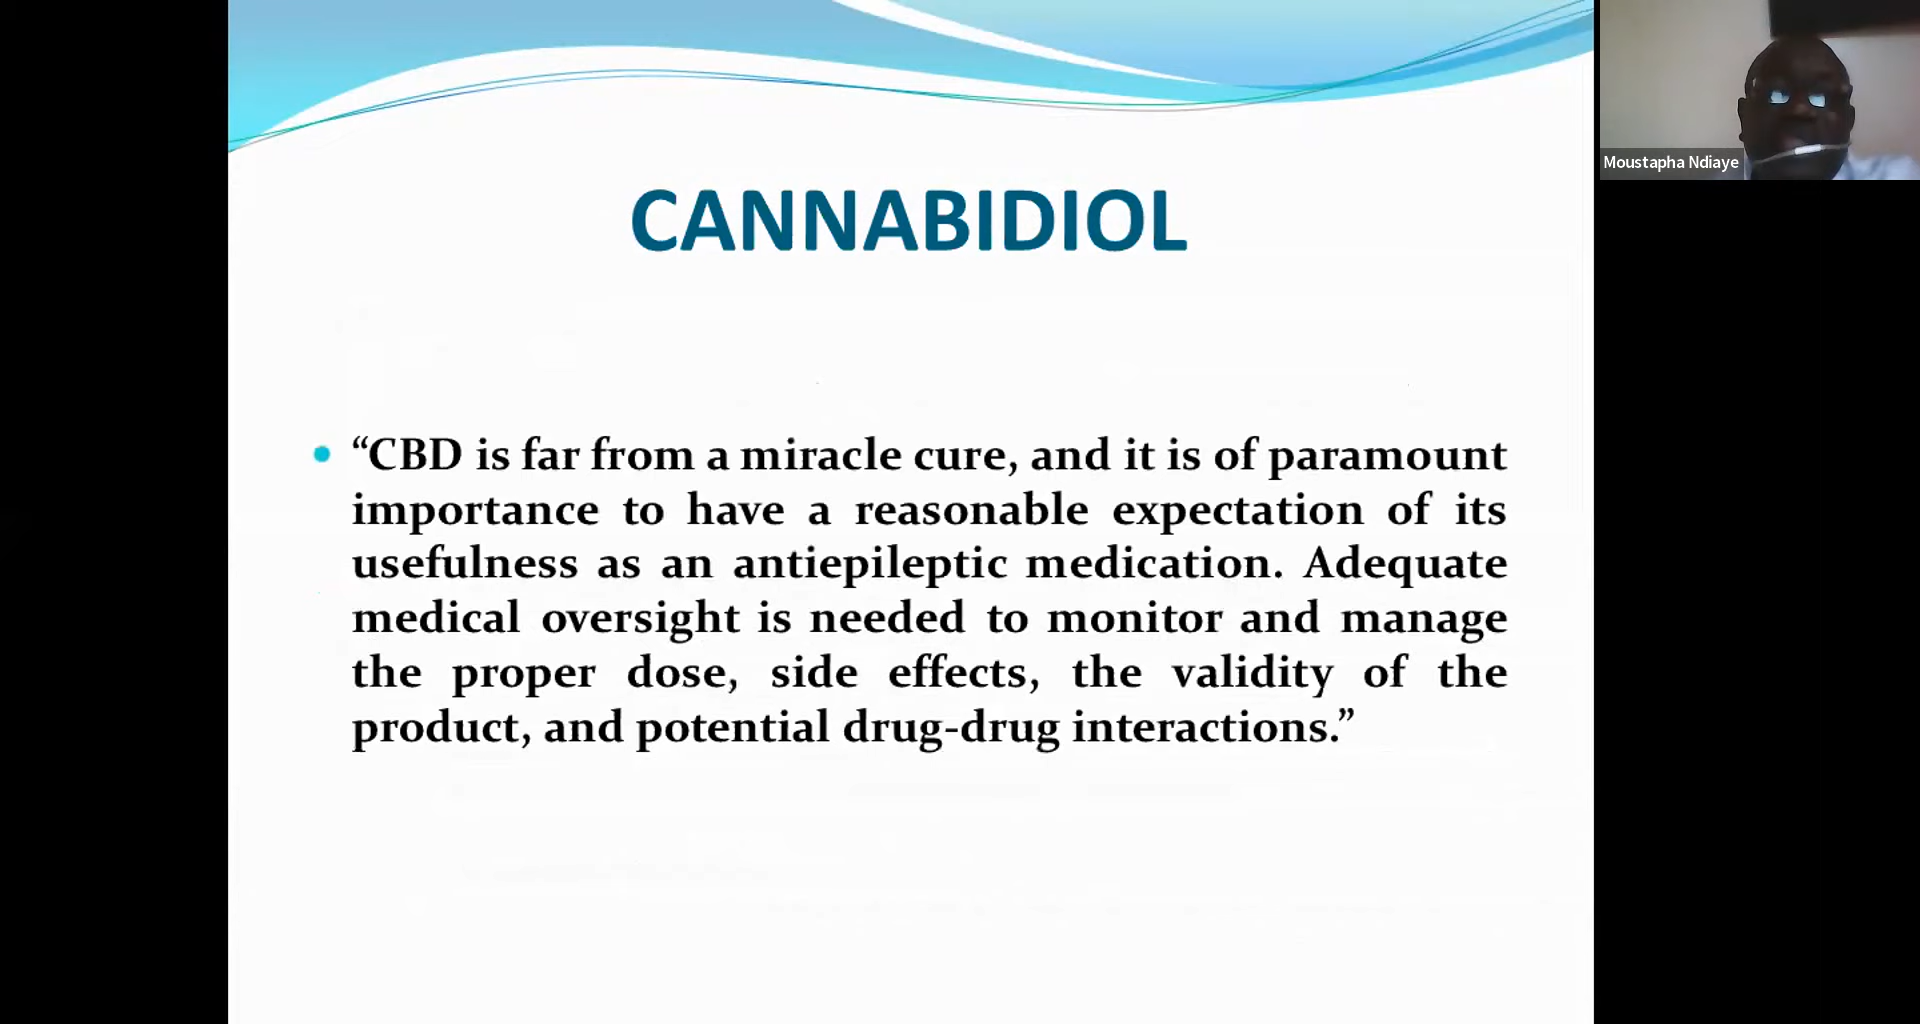 CANNABIDIOL
“CBD is far from a miracle cure, and it is of paramount
importance to have a reasonable expectation of its
usefulness as an antiepileptic medication. Adequate
medical oversight is needed to monitor and manage
the proper dose, side effects, the validity of the
product, and potential drug-drug interactions.”
Moustapha Ndiaye